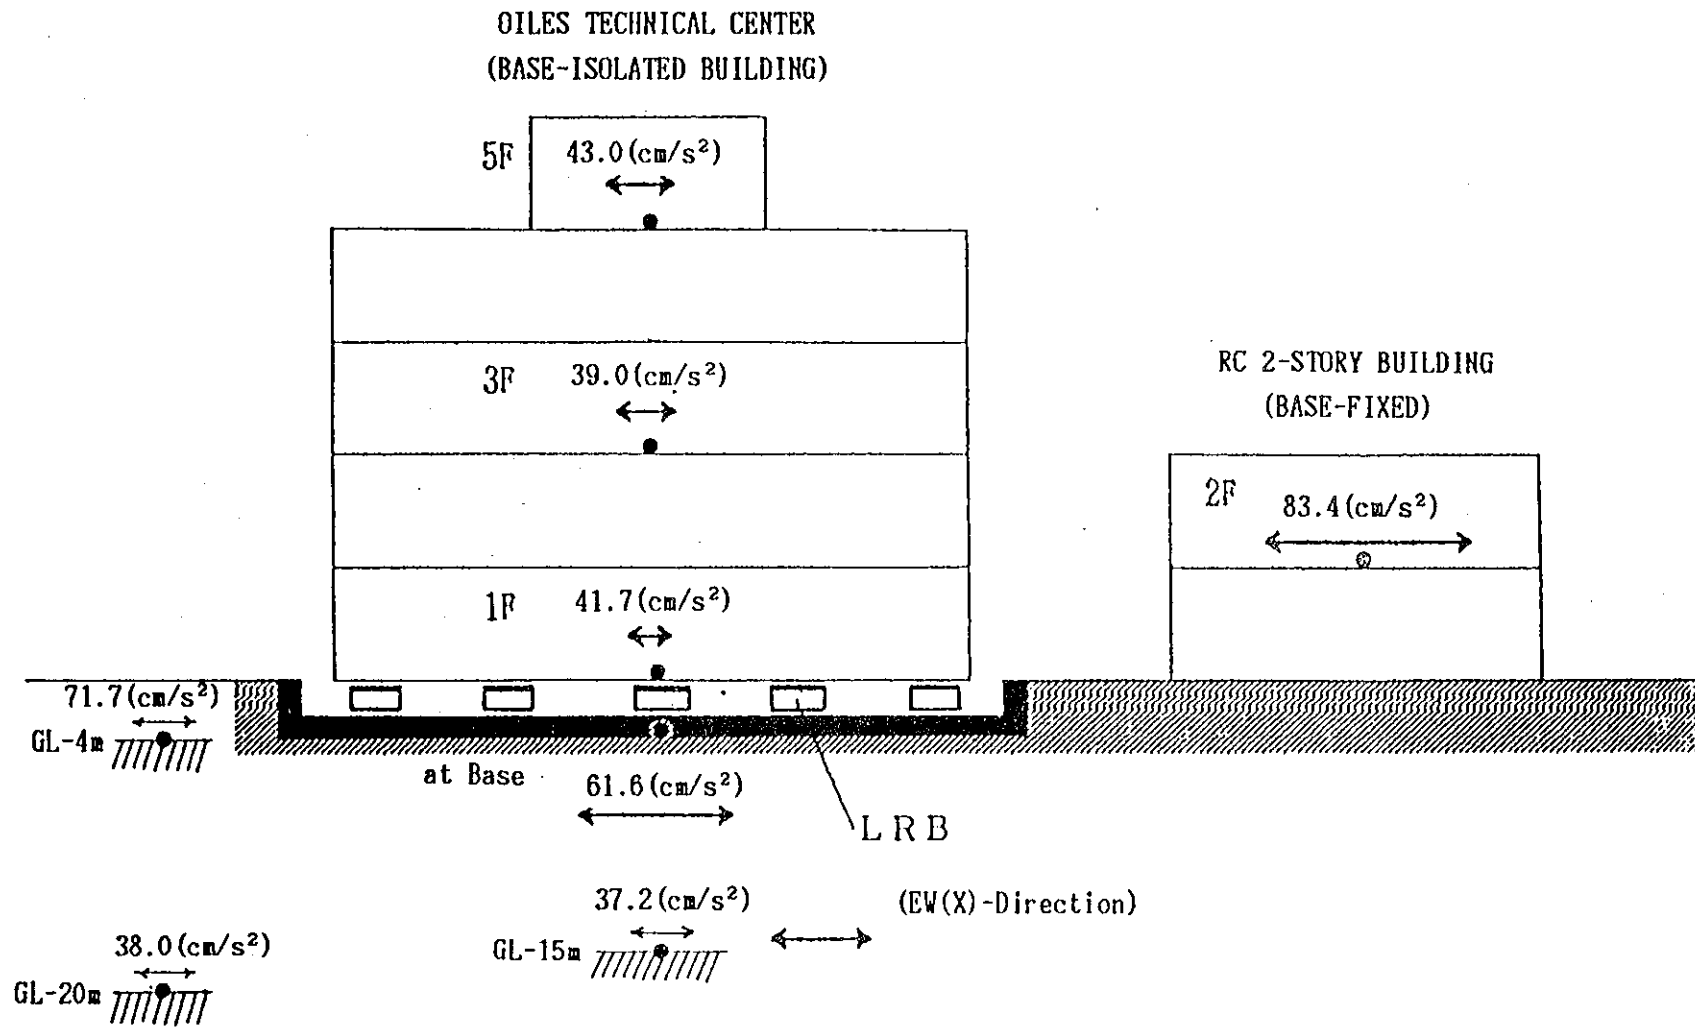 OILES TECHNICAL CENTER
(BASE-ISOLATED BUILDING)
5F 43.0(cm/s²)
3F 39.0(cm/s²)
1F 41.7(cm/s²)
RC 2-STORY BUILDING
(BASE-FIXED)
2F 83.4(cm/s²)
71.7(cm/s²)
GL-4m
at Base
61.6(cm/s²)
LRB
37.2(cm/s²)
GL-15m
(EW(X)-Direction)
38.0(cm/s²)
GL-20m